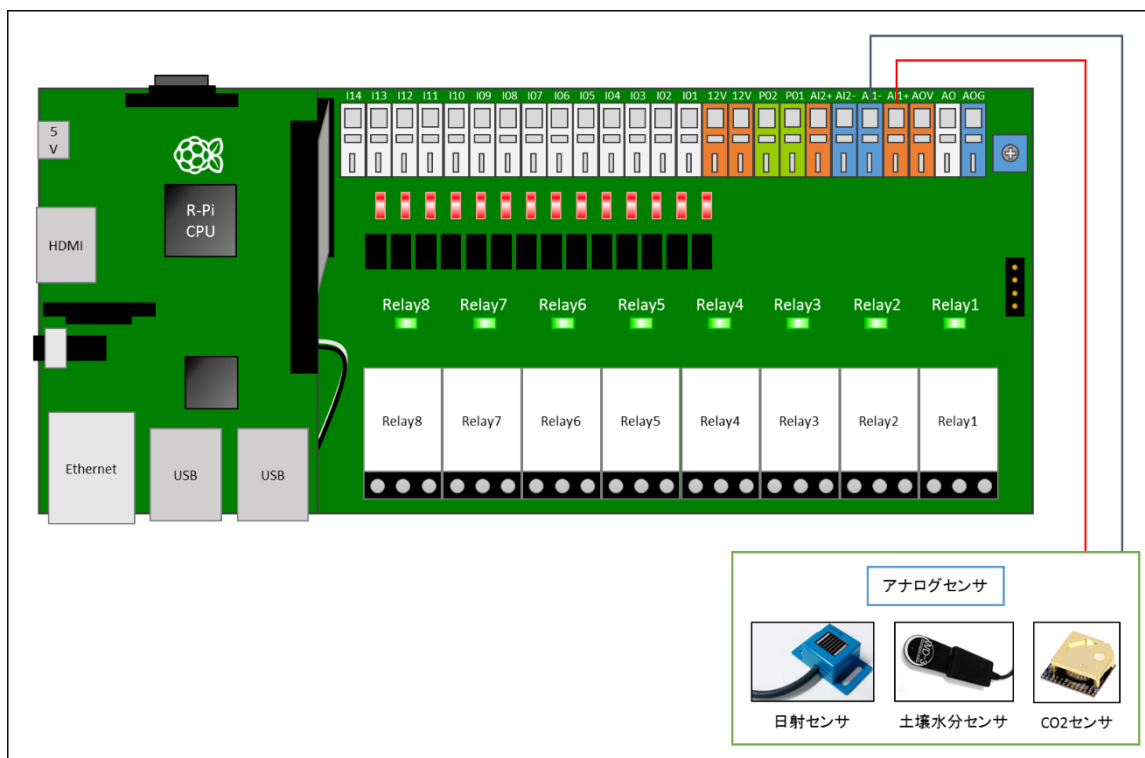 I14 I13 I12 I11 I10 I09 I08 I07 I06 I05 I04 I03 I02 I01 12V 12V P02 P01 AI2+ AI2- AI1- AI1+ AOV AO AOG
5
V
R-Pi
CPU
HDMI
Relay8 Relay7 Relay6 Relay5 Relay4 Relay3 Relay2 Relay1
Relay8 Relay7 Relay6 Relay5 Relay4 Relay3 Relay2 Relay1
Ethernet
USB
USB
アナログセンサ
日射センサ
土壌水分センサ
CO2センサ